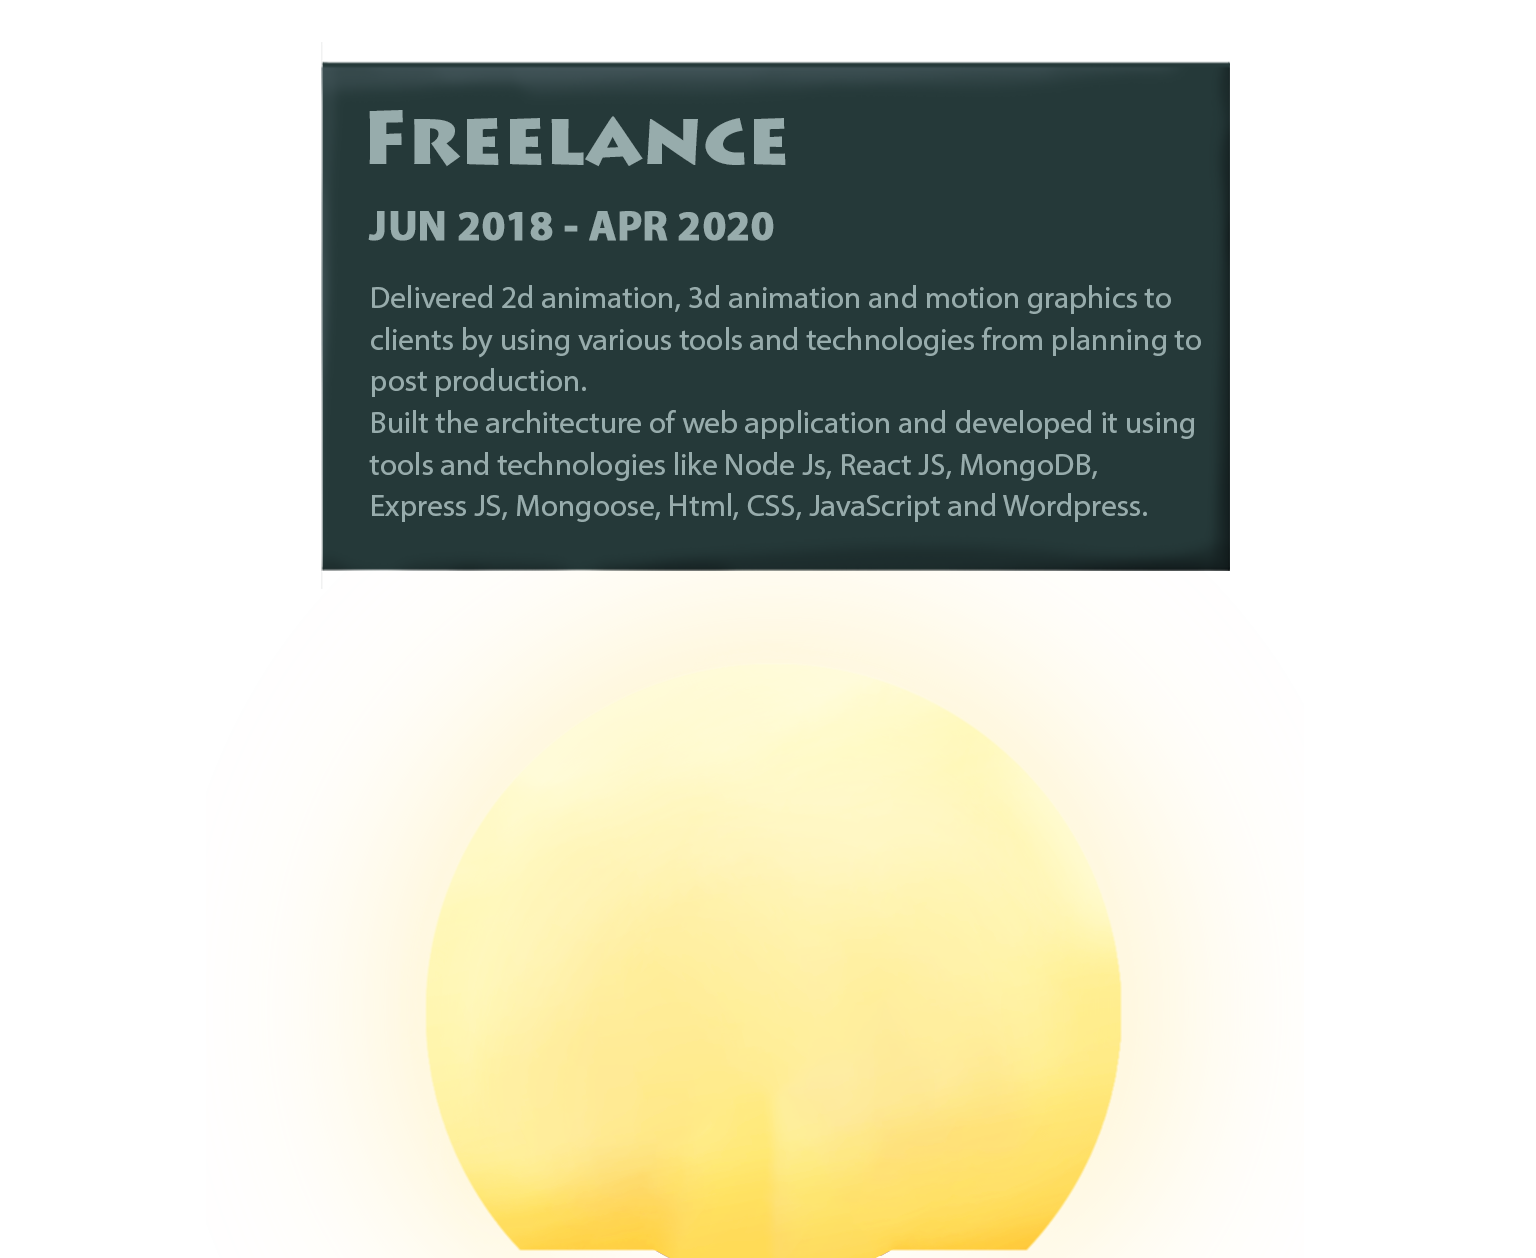 FREELANCE
JUN 2018 - APR 2020
Delivered 2d animation, 3d animation and motion graphics to
clients by using various tools and technologies from planning to
post production.
Built the architecture of web application and developed it using
tools and technologies like Node Js, React JS, MongoDB,
Express JS, Mongoose, Html, CSS, JavaScript and Wordpress.